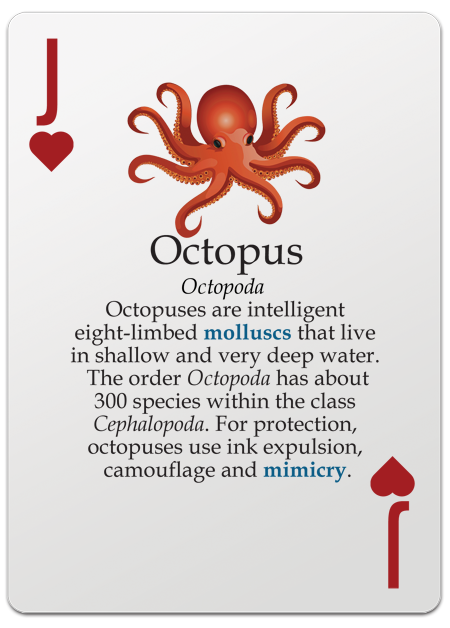 J
Octopus
Octopoda
Octopuses are intelligent
eight-limbed molluscs that live
in shallow and very deep water.
The order Octopoda has about
300 species within the class
Cephalopoda. For protection,
octopuses use ink expulsion,
camouflage and mimicry.
J